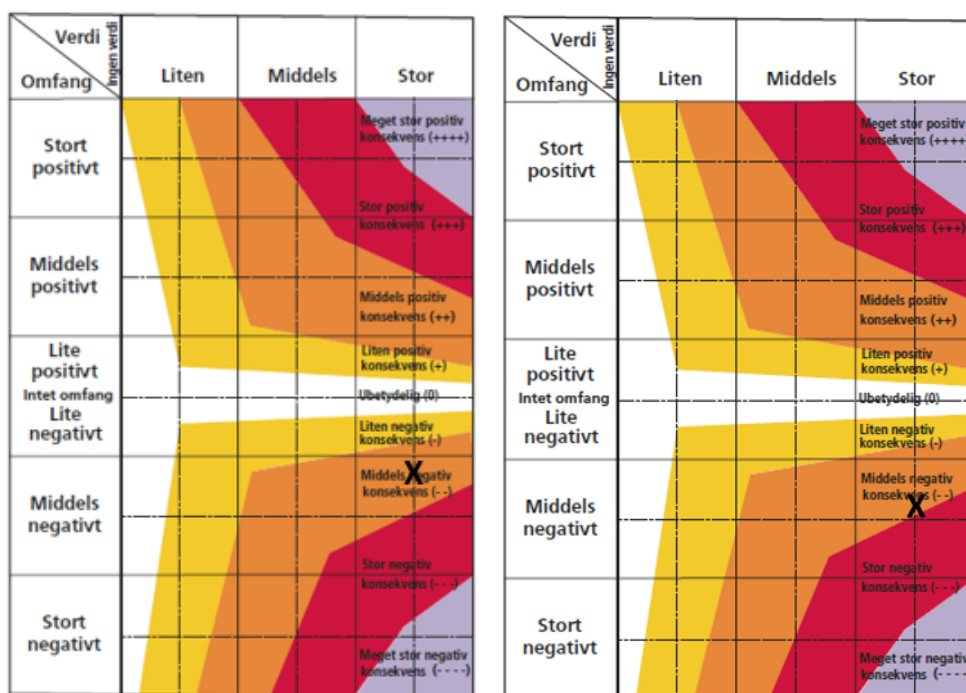 Verdi
Ingen verdi
Omfang
Liten
Middels
Stor
Stort
positivt
Meget stor positiv
konsekvens (++++)
Stor positiv
konsekvens (+++)
Middels
positivt
Middels positiv
konsekvens (++)
Lite
positivt
Liten positiv
konsekvens (+)
Intet omfang
Ubetydelig (0)
Lite
negativt
Liten negativ
konsekvens (-)
Middels
negativt
Middels negativ
konsekvens (--)
X
Stor negativ
konsekvens (---)
Stort
negativt
Meget stor negativ
konsekvens (----)
Verdi
Ingen verdi
Omfang
Liten
Middels
Stor
Stort
positivt
Meget stor positiv
konsekvens (++++
Stor positiv
konsekvens (+++)
Middels
positivt
Middels positiv
konsekvens (++)
Lite
positivt
Liten positiv
konsekvens (+)
Intet omfang
Ubetydelig (0)
Lite
negativt
Liten negativ
konsekvens (-)
Middels
negativt
Middels negativ
konsekvens (--)
X
Stor negativ
konsekvens (---)
Stort
negativt
Meget stor negativ
konsekvens (----